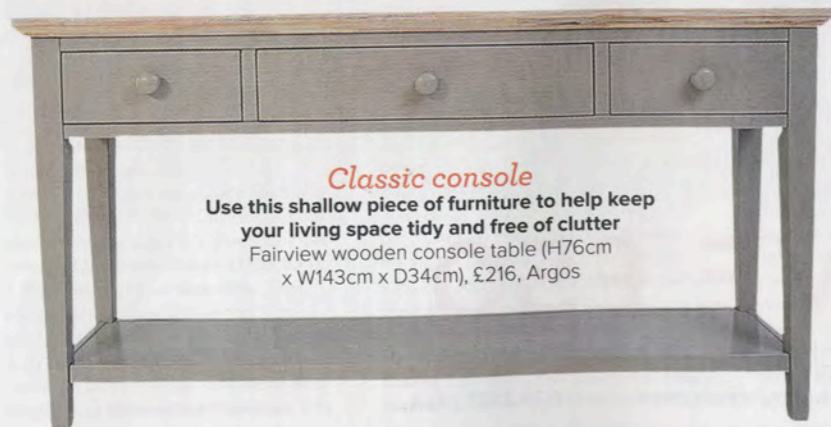 Classic console
Use this shallow piece of furniture to help keep
your living space tidy and free of clutter
Fairview wooden console table (H76cm
x W143cm x D34cm), £216, Argos